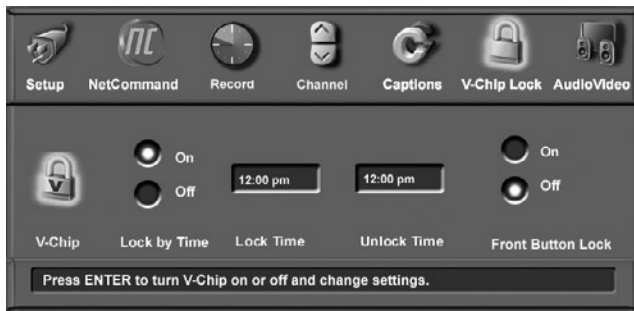 NC
Setup NetCommand Record Channel Captions V-Chip Lock AudioVideo
On On
12:00 pm 12:00 pm
Off Off
V
V-Chip Lock by Time Lock Time Unlock Time Front Button Lock
Press ENTER to turn V-Chip on or off and change settings.